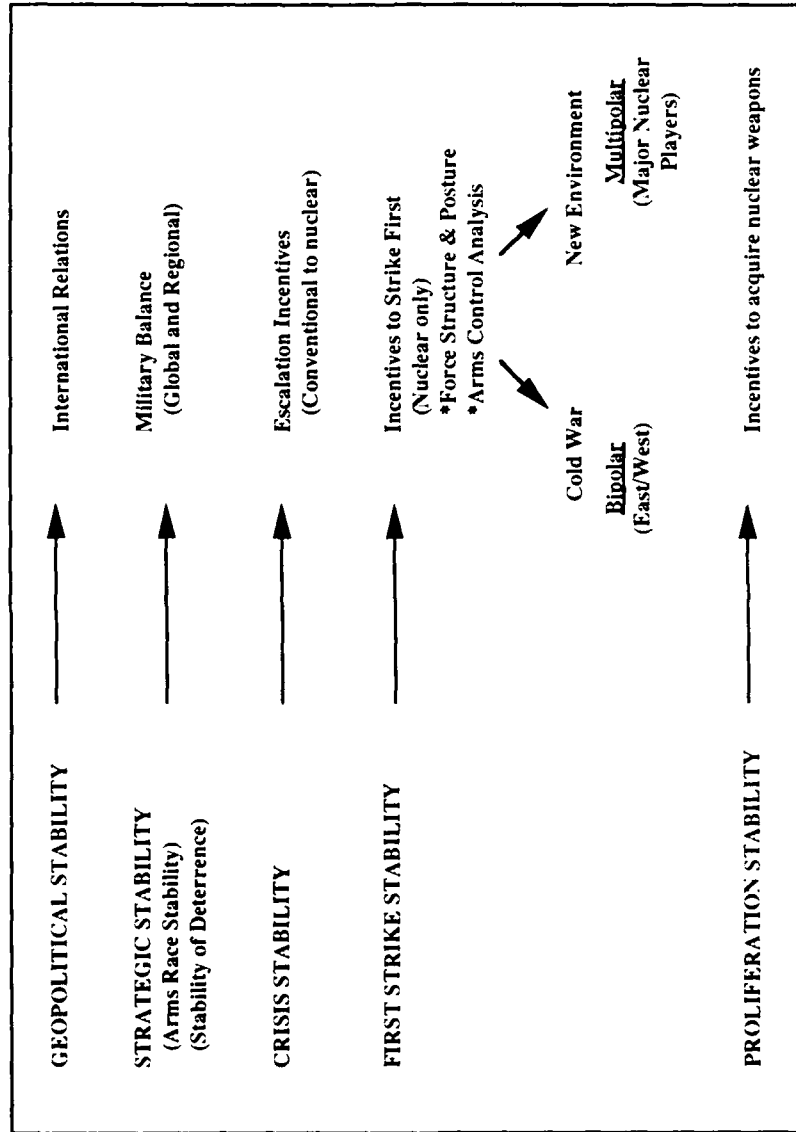 GEOPOLITICAL STABILITY
International Relations
STRATEGIC STABILITY
(Arms Race Stability)
(Stability of Deterrence)
Military Balance
(Global and Regional)
CRISIS STABILITY
Escalation Incentives
(Conventional to nuclear)
FIRST STRIKE STABILITY
Incentives to Strike First
(Nuclear only)
*Force Structure & Posture
*Arms Control Analysis
Cold War
Bipolar
(East/West)
New Environment
Multipolar
(Major Nuclear
Players)
PROLIFERATION STABILITY
Incentives to acquire nuclear weapons